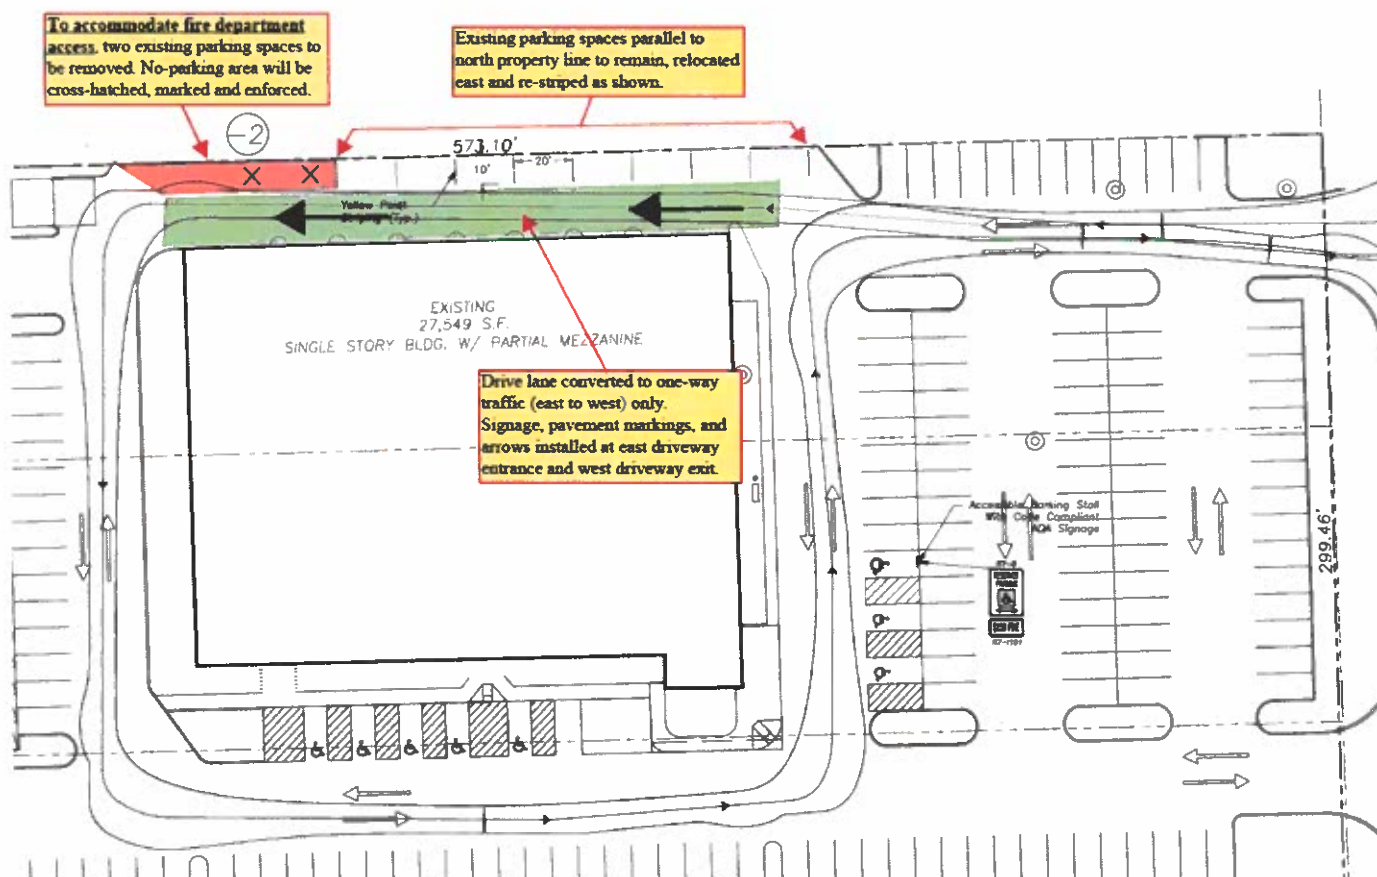 To accommodate fire department
access, two existing parking spaces to
be removed. No-parking area will be
cross-hatched, marked and enforced.
Existing parking spaces parallel to
north property line to remain, relocated
east and re-striped as shown.
-2
573.10'
10'
20'
Yellow Paint
(Typ.)
EXISTING
27,549 S.F.
SINGLE STORY BLDG. W/ PARTIAL MEZZANINE
Drive lane converted to one-way
traffic (east to west) only.
Signage, pavement markings, and
arrows installed at east driveway
entrance and west driveway exit.
Accessible Parking Stall
With Code Compliant
ADA Signage
299.46'